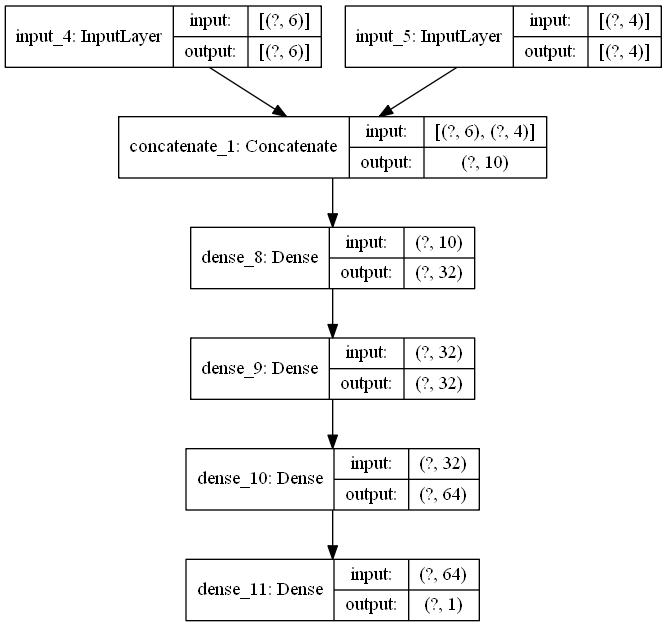 input_4: InputLayer input: [(?, 6)] output: [(?, 6)]
input_5: InputLayer input: [(?, 4)] output: [(?, 4)]
concatenate_1: Concatenate input: [(?, 6), (?, 4)] output: (?, 10)
dense_8: Dense input: (?, 10) output: (?, 32)
dense_9: Dense input: (?, 32) output: (?, 32)
dense_10: Dense input: (?, 32) output: (?, 64)
dense_11: Dense input: (?, 64) output: (?, 1)